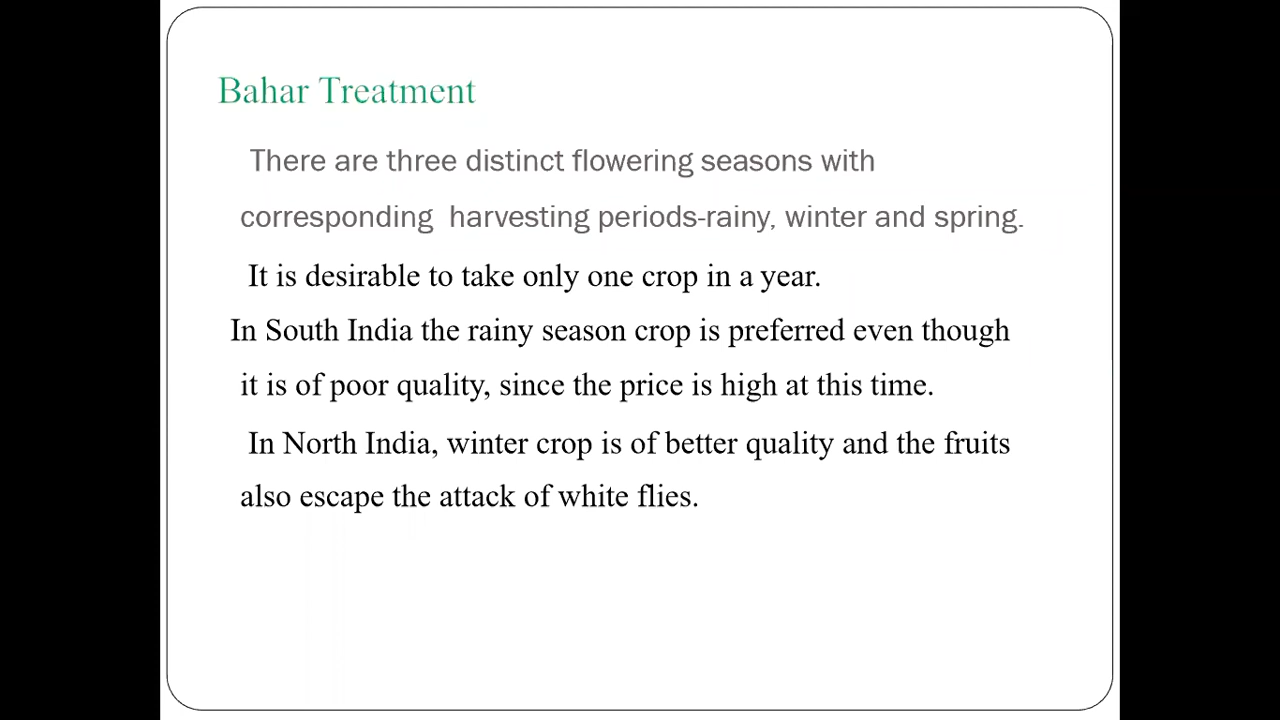 Bahar Treatment
There are three distinct flowering seasons with
corresponding harvesting periods-rainy, winter and spring.
It is desirable to take only one crop in a year.
In South India the rainy season crop is preferred even though
it is of poor quality, since the price is high at this time.
In North India, winter crop is of better quality and the fruits
also escape the attack of white flies.